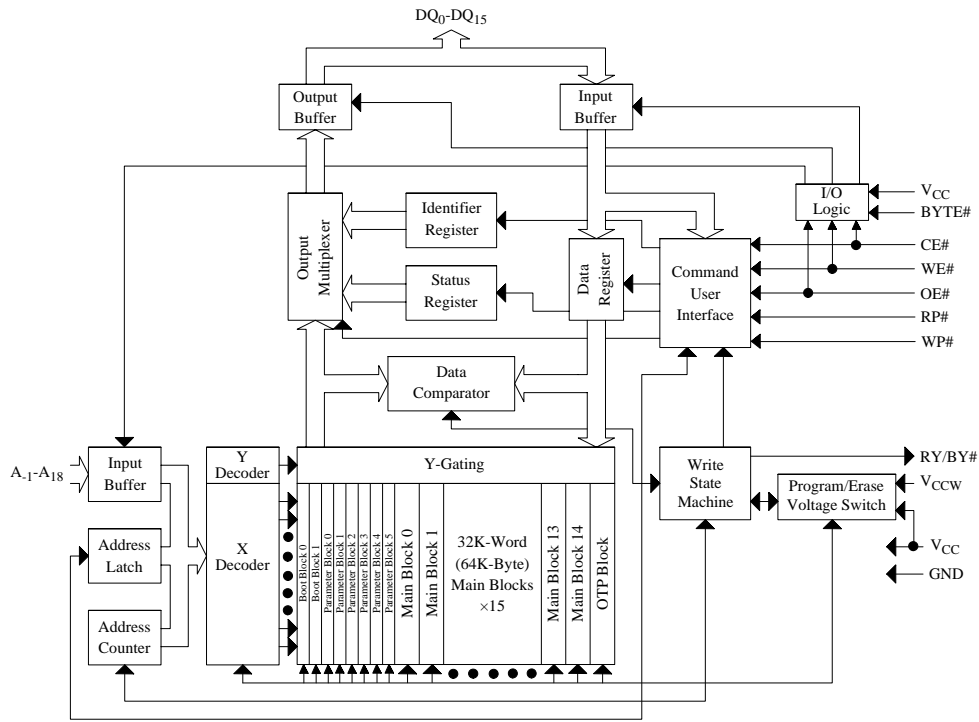 DQ0-DQ15
Output
Buffer
Input
Buffer
I/O
Logic
VCC
BYTE#
CE#
WE#
OE#
RP#
WP#
Output
Multiplexer
Identifier
Register
Status
Register
Data
Register
Command
User
Interface
Data
Comparator
A-1-A18
Input
Buffer
Address
Latch
Address
Counter
Y
Decoder
X
Decoder
Y-Gating
Boot Block 0
Boot Block 1
Parameter Block 0
Parameter Block 1
Parameter Block 2
Parameter Block 3
Parameter Block 4
Parameter Block 5
Main Block 0
Main Block 1
32K-Word
(64K-Byte)
Main Blocks
×15
Main Block 13
Main Block 14
OTP Block
Write
State
Machine
Program/Erase
Voltage Switch
RY/BY#
VCCW
VCC
GND